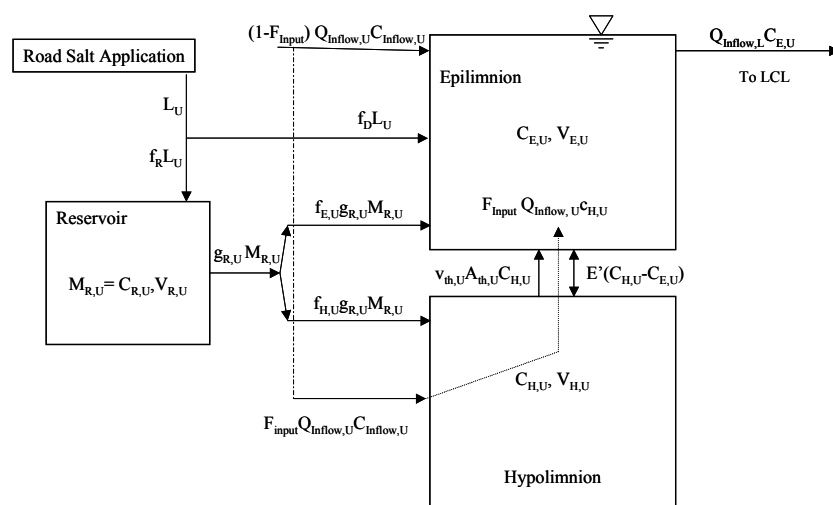 (1-F_Input) Q_Inflow,U C_Inflow,U
Q_Inflow,L C_E,U
Road Salt Application
Epilimnion
To LCL
L_U
f_D L_U
C_E,U, V_E,U
f_R L_U
Reservoir
f_E,U g_R,U M_R,U
F_Input Q_Inflow, U c_H,U
g_R,U M_R,U
M_R,U = C_R,U, V_R,U
v_th,U A_th,U C_H,U
E'(C_H,U-C_E,U)
f_H,U g_R,U M_R,U
C_H,U, V_H,U
F_input Q_Inflow,U C_Inflow,U
Hypolimnion